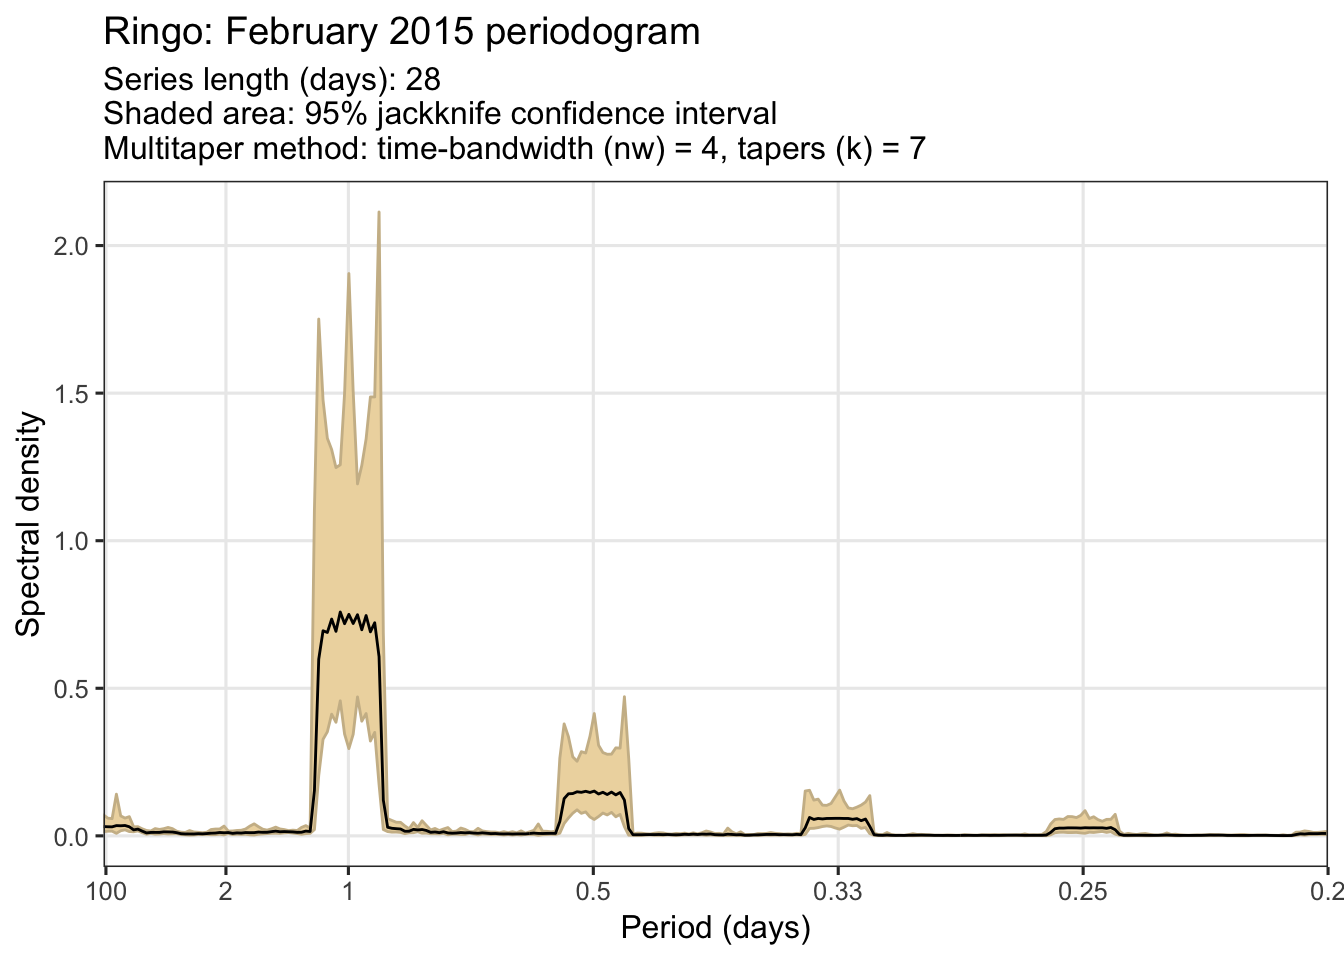 Ringo: February 2015 periodogram
Series length (days): 28
Shaded area: 95% jackknife confidence interval
Multitaper method: time-bandwidth (nw) = 4, tapers (k) = 7
2.0
1.5
1.0
0.5
0.0
Spectral density
100 2 1 0.5 0.33 0.25 0.2
Period (days)